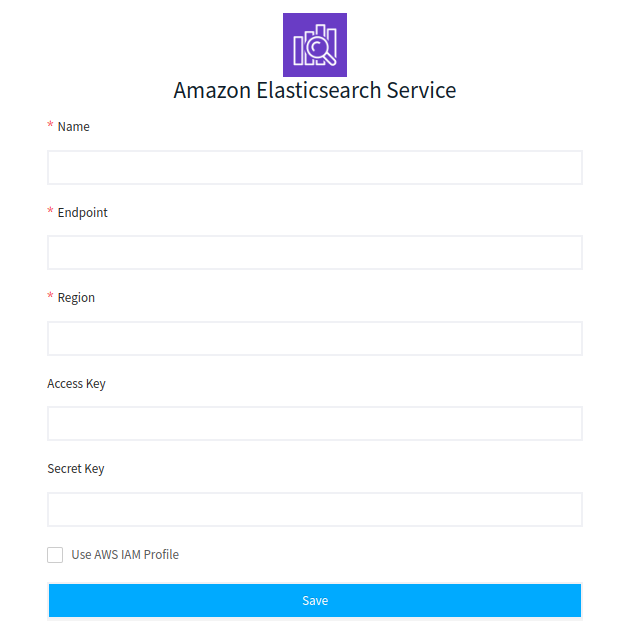 Amazon Elasticsearch Service
* Name
* Endpoint
* Region
Access Key
Secret Key
Use AWS IAM Profile
Save